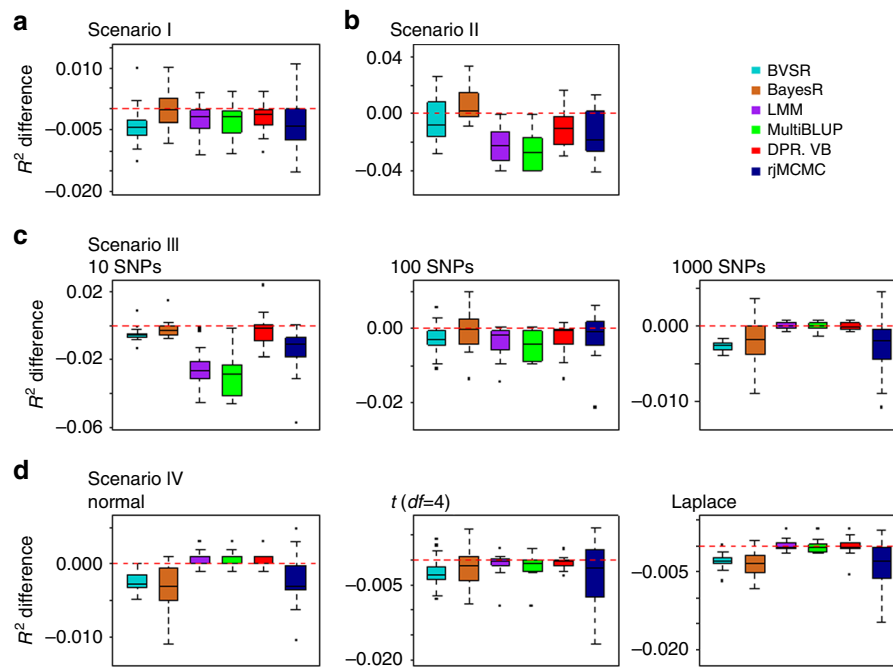 a
Scenario I
0.010
−0.005
−0.020
R² difference
b
Scenario II
0.04
0.00
−0.04
BVSR
BayesR
LMM
MultiBLUP
DPR. VB
rjMCMC
c
Scenario III
10 SNPs
0.02
−0.02
−0.06
R² difference
100 SNPs
0.00
−0.02
1000 SNPs
0.000
−0.010
d
Scenario IV
normal
0.000
−0.010
R² difference
t (df=4)
−0.005
−0.020
Laplace
−0.005
−0.020